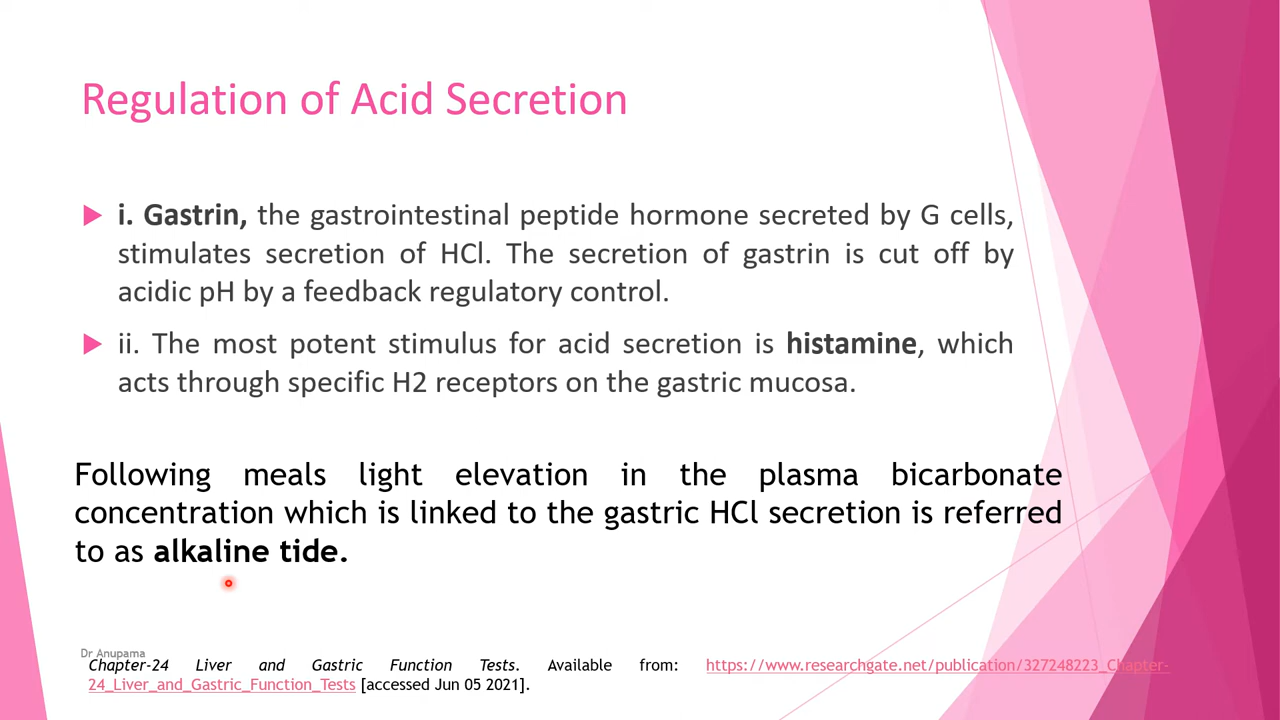 Regulation of Acid Secretion
i. Gastrin, the gastrointestinal peptide hormone secreted by G cells,
stimulates secretion of HCl. The secretion of gastrin is cut off by
acidic pH by a feedback regulatory control.
ii. The most potent stimulus for acid secretion is histamine, which
acts through specific H2 receptors on the gastric mucosa.
Following meals light elevation in the plasma bicarbonate
concentration which is linked to the gastric HCl secretion is referred
to as alkaline tide.
Dr Anupama
Chapter-24 Liver and Gastric Function Tests. Available from: https://www.researchgate.net/publication/327248223_Chapter-
24_Liver_and_Gastric_Function_Tests [accessed Jun 05 2021].